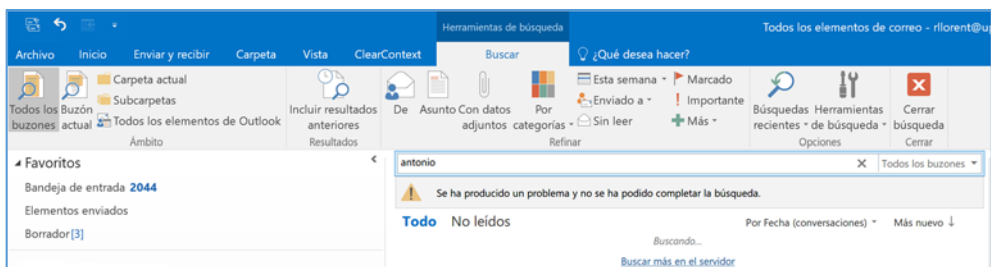 Herramientas de búsqueda
Todos los elementos de correo - rllorent@up
Archivo Inicio Enviar y recibir Carpeta Vista ClearContext Buscar ¿Qué desea hacer?
Todos los buzones
Buzón actual
Carpeta actual
Subcarpetas
Todos los elementos de Outlook
Ámbito
Incluir resultados anteriores
Resultados
De
Asunto
Con datos adjuntos
Por categorías
Esta semana
Enviado a
Sin leer
Marcado
Importante
Más
Refinar
Búsquedas recientes
Herramientas de búsqueda
Opciones
Cerrar búsqueda
Cerrar
Favoritos
Bandeja de entrada 2044
Elementos enviados
Borrador[3]
antonio
Todos los buzones
Se ha producido un problema y no se ha podido completar la búsqueda.
Todo No leídos
Por Fecha (conversaciones) Más nuevo ↓
Buscando...
Buscar más en el servidor